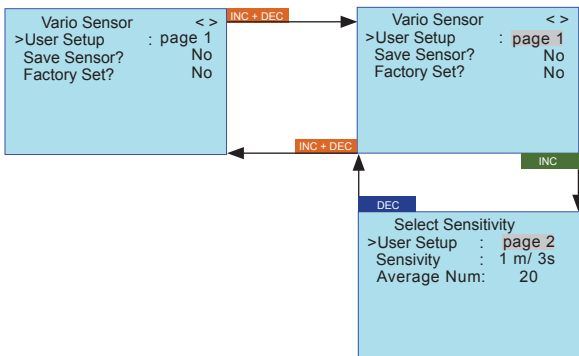 Vario Sensor < >
>User Setup : page 1
Save Sensor? No
Factory Set? No
INC + DEC
Vario Sensor < >
>User Setup : page 1
Save Sensor? No
Factory Set? No
INC + DEC
INC
DEC
Select Sensitivity
>User Setup : page 2
Sensivity : 1 m/ 3s
Average Num: 20